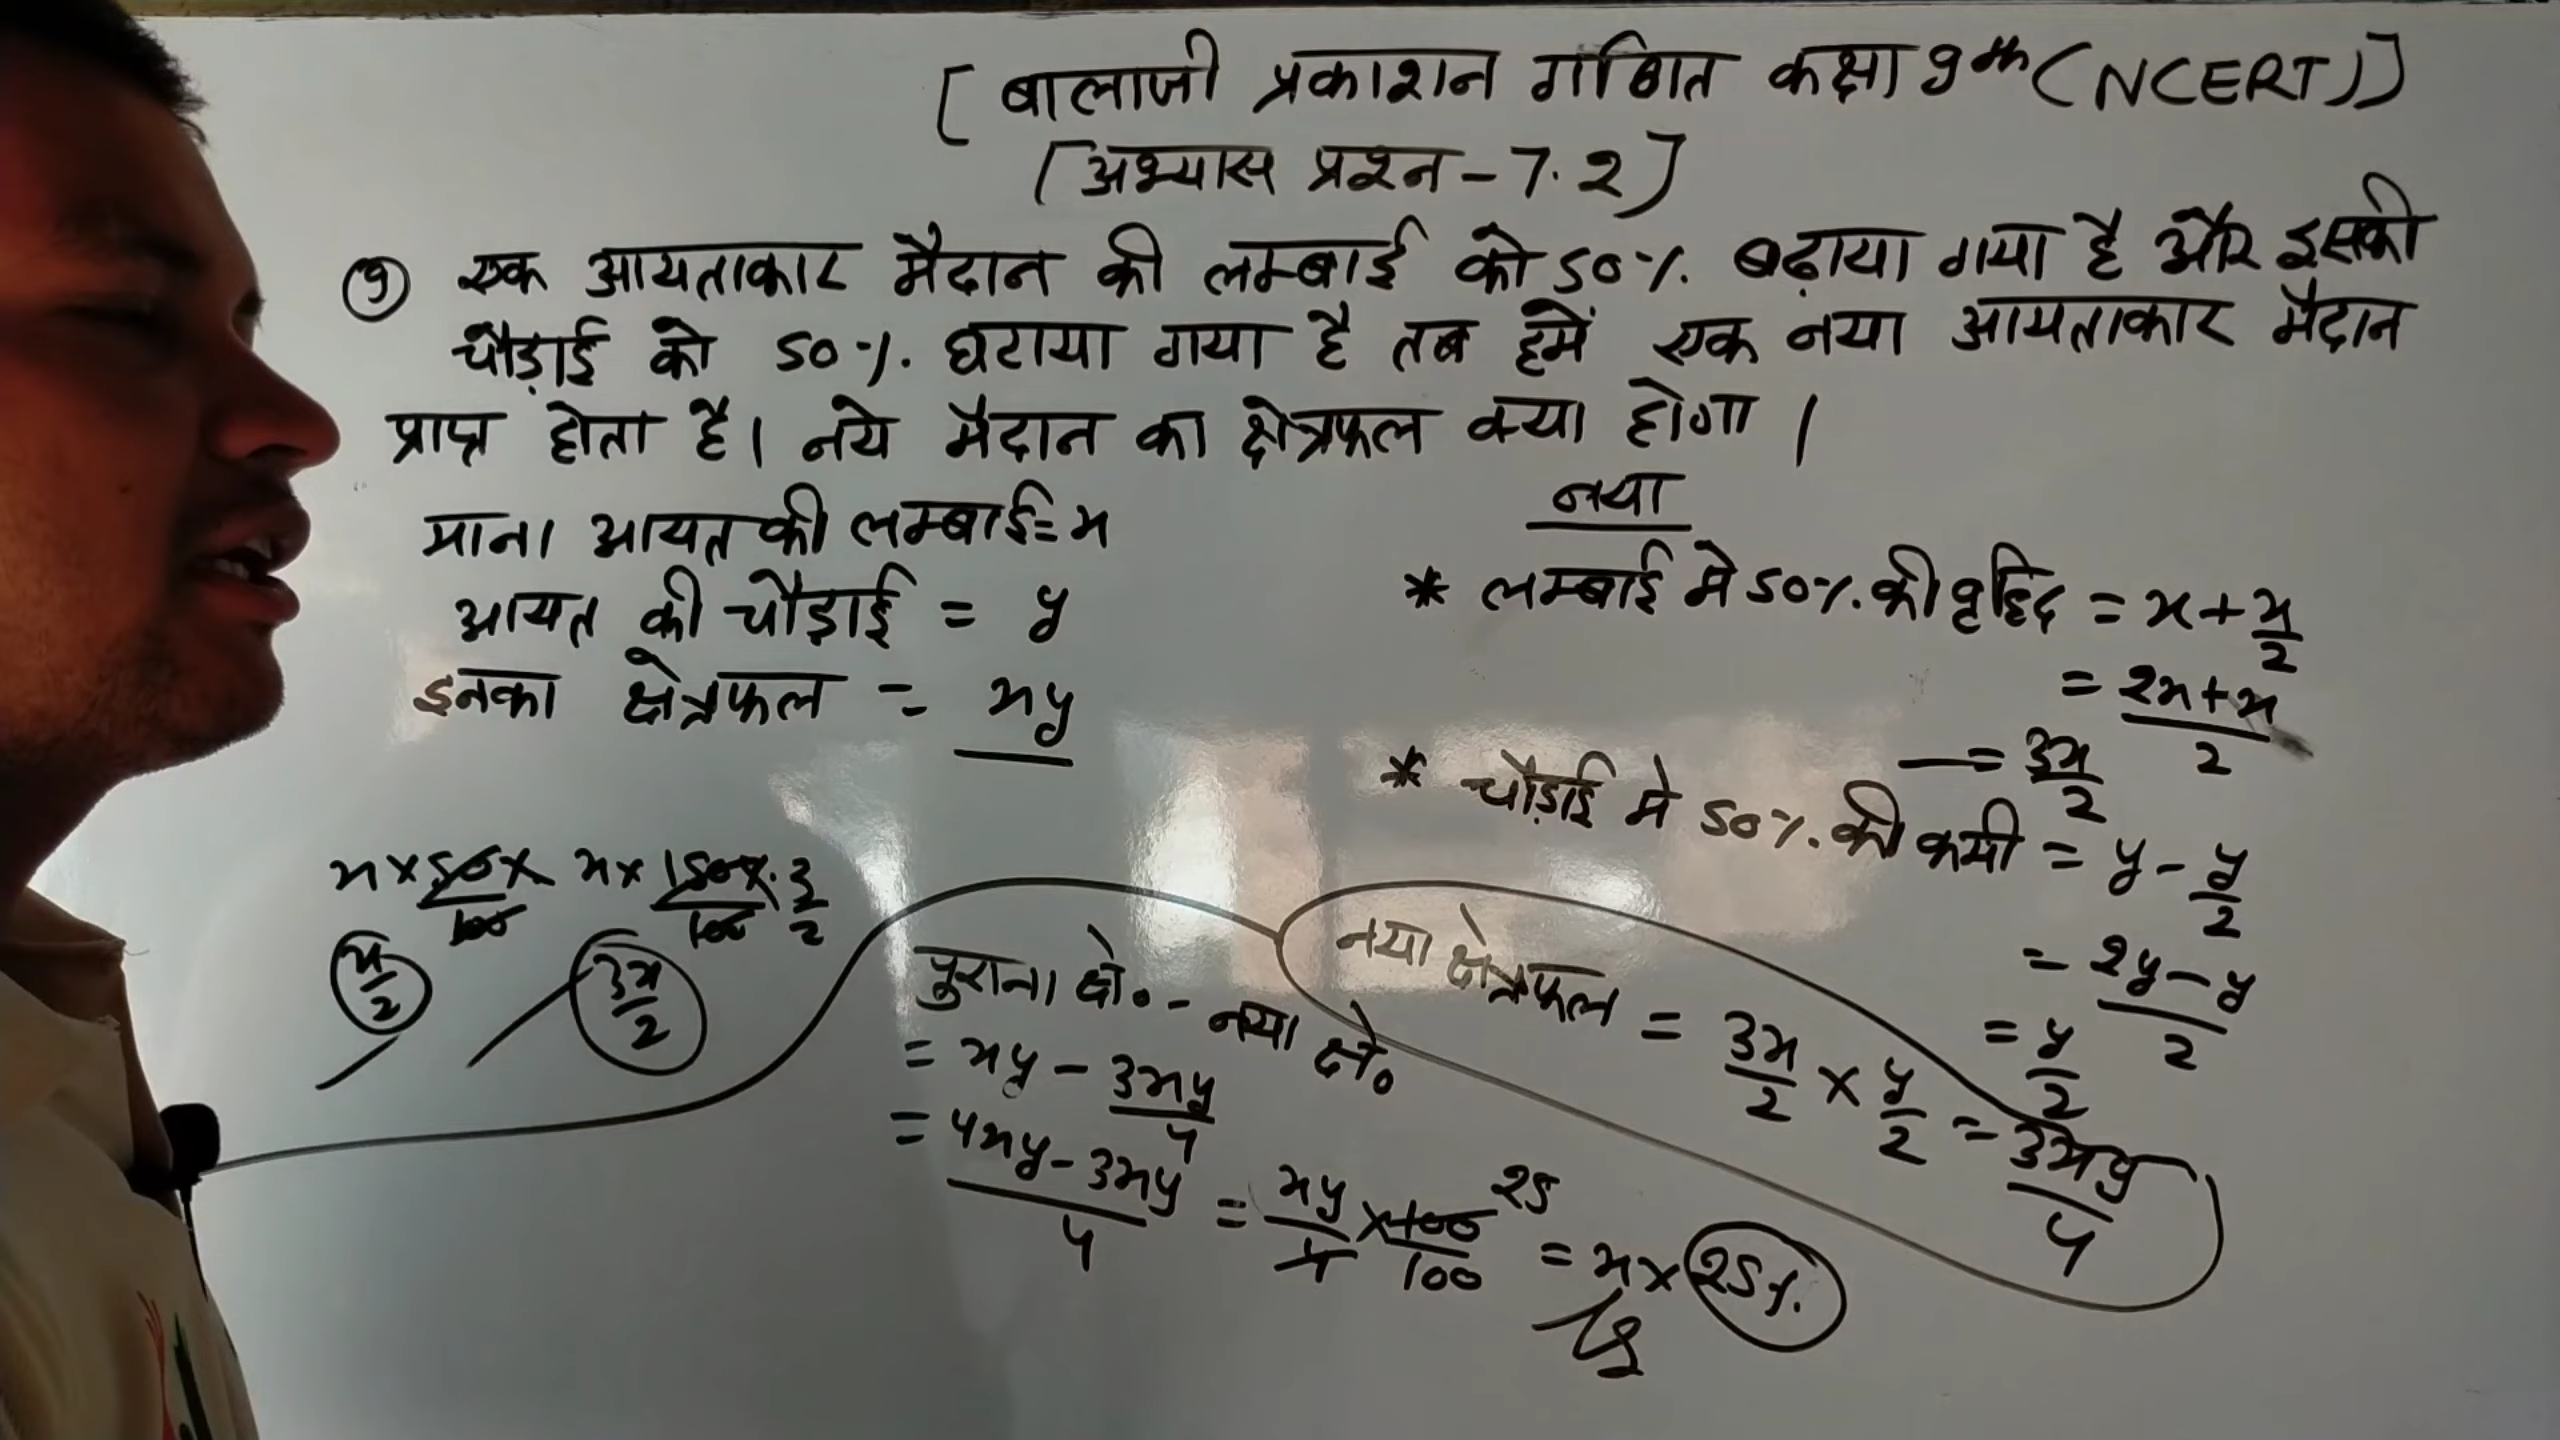 [ बालाजी प्रकाशन गणित कक्षा 9th (NCERT)]
[अभ्यास प्रश्न - 7.2]
(9) एक आयताकार मैदान की लम्बाई को 50%. बढ़ाया गया है और इसकी
चौड़ाई को 50%. घटाया गया है तब हमें एक नया आयताकार मैदान
प्राप्त होता है। नये मैदान का क्षेत्रफल क्या होगा |
माना आयत की लम्बाई = x
आयत की चौड़ाई = y
इनका क्षेत्रफल = xy
नया
* लम्बाई मे 50%. की वृद्धि = x + x/2
= 2x+x/2
— = 3x/2
* चौड़ाई मे 50%. की कमी = y - y/2
= 2y-y/2
= y/2
x × 50/100 x × 150/100 3/2
x/2 3x/2
नया क्षेत्रफल = 3x/2 × y/2 = 3xy/4
पुराना क्षे० - नया क्षे०
= xy - 3xy/4
= 4xy-3xy/4 = xy/4 × 100/100 25 = x × 25%.